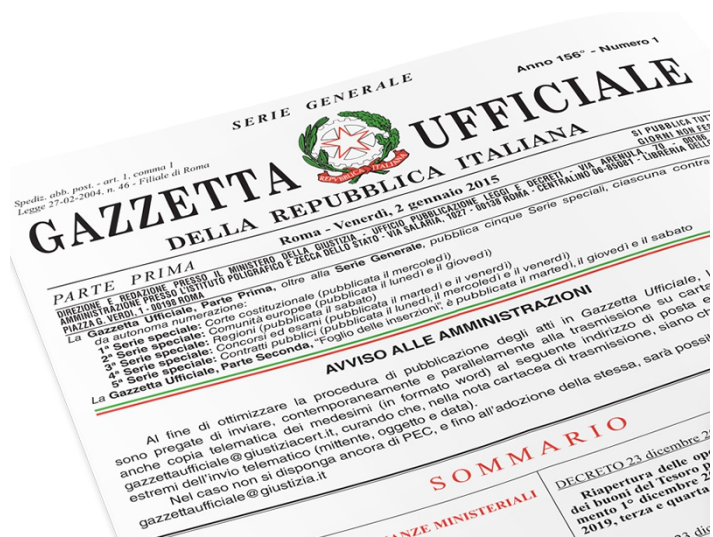 SERIE GENERALE
Anno 156° - Numero 1
Spediz. abb. post. - art. 1, comma 1
Legge 27-02-2004, n. 46 - Filiale di Roma
GAZZETTA UFFICIALE
REPVBBLICA ITALIANA
DELLA REPUBBLICA ITALIANA
PARTE PRIMA
Roma - Venerdì, 2 gennaio 2015
SI PUBBLICA
GIORNI NON
DIREZIONE E REDAZIONE PRESSO IL MINISTERO DELLA GIUSTIZIA - UFFICIO PUBBLICAZIONE LEGGI E DECRETI - VIA ARENULA, 70 00186
AMMINISTRAZIONE PRESSO L'ISTITUTO POLIGRAFICO E ZECCA DELLO STATO - VIA SALARIA, 1027 - 00138 ROMA - CENTRALINO 06-85081 - LIBRERIA
PIAZZA G. VERDI, 1 - 00198 ROMA
La Gazzetta Ufficiale, Parte Prima, oltre alla Serie Generale, pubblica cinque Serie speciali, ciascuna
da autonoma numerazione:
1ª Serie speciale: Corte costituzionale (pubblicata il mercoledì)
2ª Serie speciale: Comunità europee (pubblicata il lunedì e il giovedì)
3ª Serie speciale: Regioni (pubblicata il sabato)
4ª Serie speciale: Concorsi ed esami (pubblicata il martedì e il venerdì)
5ª Serie speciale: Contratti pubblici (pubblicata il lunedì, il mercoledì e il venerdì)
La Gazzetta Ufficiale, Parte Seconda, “Foglio delle inserzioni”, è pubblicata il martedì, il giovedì e il sabato
AVVISO ALLE AMMINISTRAZIONI
Al fine di ottimizzare la procedura di pubblicazione degli atti in Gazzetta Ufficiale,
sono pregate di inviare, contemporaneamente e parallelamente alla trasmissione su
anche copia telematica dei medesimi (in formato word) al seguente indirizzo di posta
gazzettaufficiale@giustiziacert.it, curando che, nella nota cartacea di trasmissione, siano
estremi dell'invio telematico (mittente, oggetto e data).
Nel caso non si disponga ancora di PEC, e fino all'adozione della stessa, sarà
gazzettaufficiale@giustizia.it
SOMMARIO
MINISTERIALI
DECRETO 23 dicembre
Riapertura delle
dei buoni del Tesoro
mento 1° dicembre
2019, terza e quarta